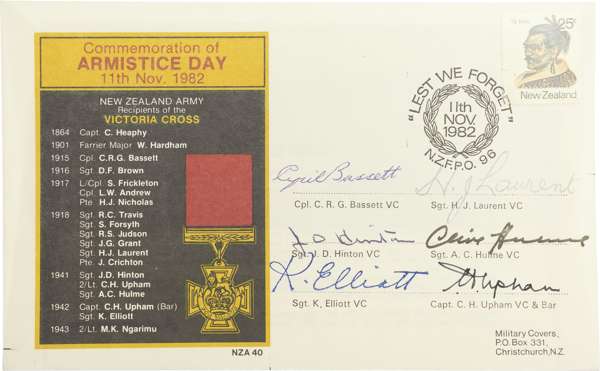 Commemoration of
ARMISTICE DAY
11th Nov. 1982
NEW ZEALAND ARMY
Recipients of the
VICTORIA CROSS
1864 Capt. C. Heaphy
1901 Farrier Major W. Hardham
1915 Cpl. C.R.G. Bassett
1916 Sgt. D.F. Brown
1917 L/Cpl S. Frickleton
Cpl. L.W. Andrew
Pte. H.J. Nicholas
1918 Sgt. R.C. Travis
Sgt. S. Forsyth
Sgt. R.S. Judson
Sgt. J.G. Grant
Sgt. H.J. Laurent
Pte. J. Crichton
1941 Sgt. J.D. Hinton
2/Lt. C.H. Upham
Sgt. A.C. Hulme
1942 Capt. C.H. Upham (Bar)
Sgt. K. Elliott
1943 2/Lt. M.K. Ngarimu
NZA 40
25c
New Zealand
"LEST WE FORGET"
11th
NOV.
1982
N.Z.F.P.O. 96
Cyril Bassett
H. J. Laurent
Cpl. C. R. G. Bassett VC
Sgt. H. J. Laurent VC
J D Hinton
Clive Hulme
Sgt. J. D. Hinton VC
Sgt. A. C. Hulme VC
K. Elliott
C H Upham
Sgt. K. Elliott VC
Capt. C. H. Upham VC & Bar
Military Covers,
P.O. Box 331,
Christchurch, N.Z.